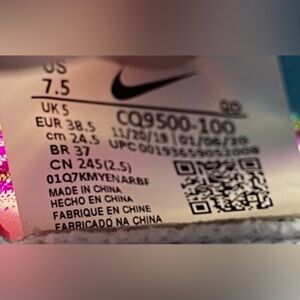 US
7.5
UK 5
EUR 38.5
cm 24.5
BR 37
CN 245(2.5)
CQ9500-100
11/20/19 01/06/20
UPC
MADE IN CHINA
HECHO EN CHINA
FABRIQUE EN CHINE
FABRICADO NA CHINA